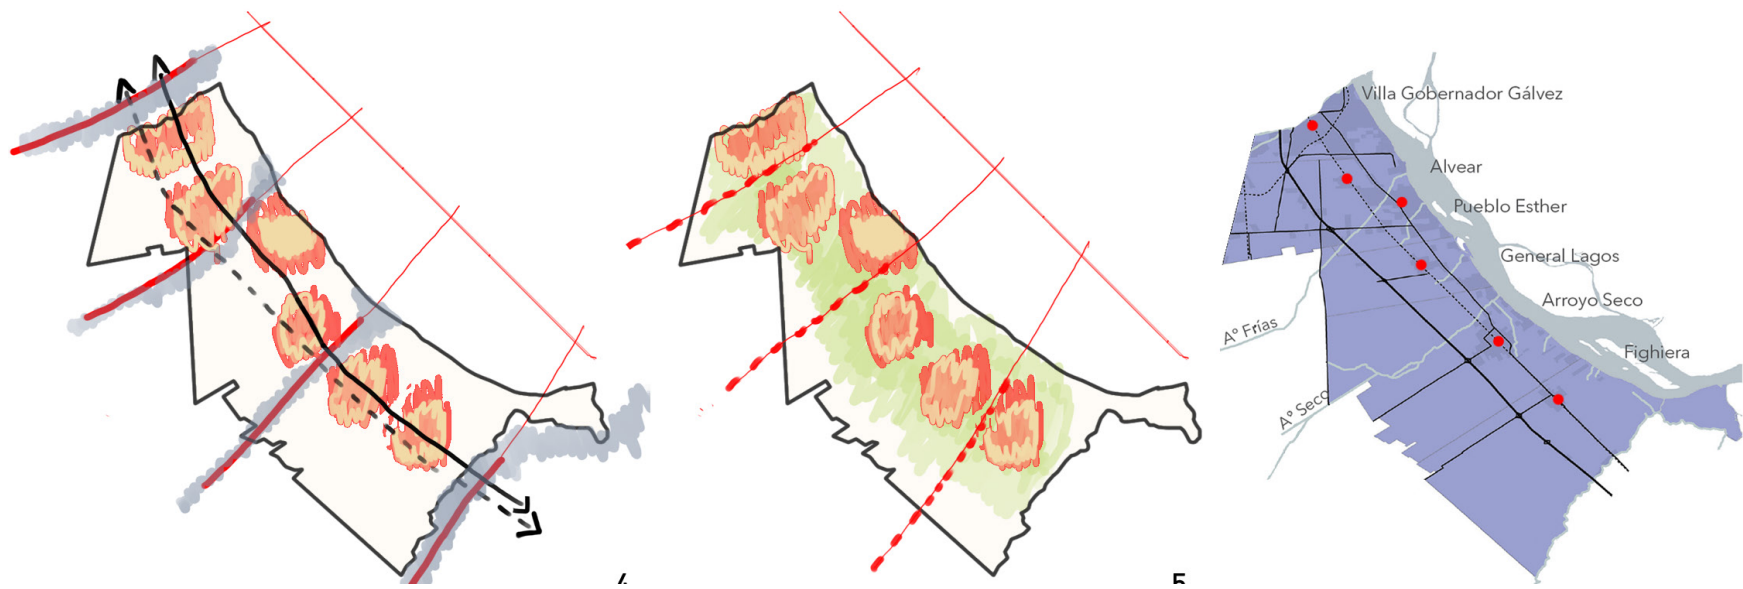 Villa Gobernador Gálvez
Alvear
Pueblo Esther
General Lagos
Arroyo Seco
Aº Frías
Fighiera
Aº Seco
4
5